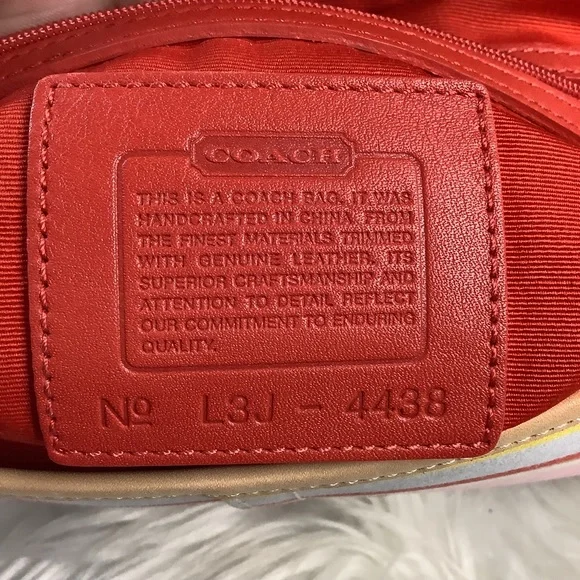 COACH
THIS IS A COACH BAG. IT WAS
HANDCRAFTED IN CHINA, FROM
THE FINEST MATERIALS TRIMMED
WITH GENUINE LEATHER. ITS
SUPERIOR CRAFTSMANSHIP AND
ATTENTION TO DETAIL REFLECT
OUR COMMITMENT TO ENDURING
QUALITY.
Nº L3J - 4438